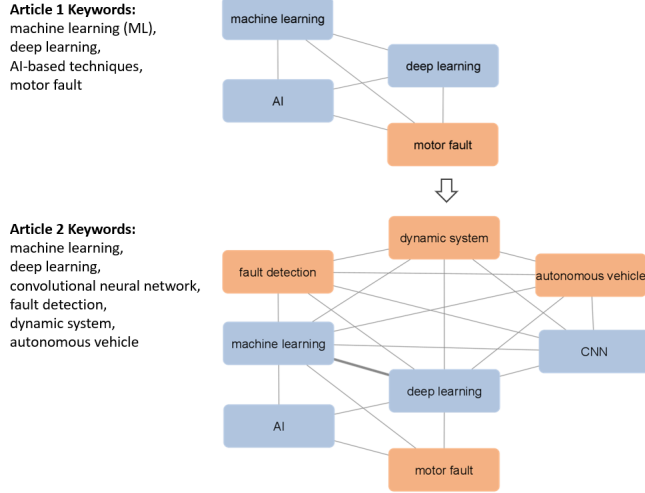 Article 1 Keywords:
machine learning (ML),
deep learning,
AI-based techniques,
motor fault
machine learning
deep learning
AI
motor fault
Article 2 Keywords:
machine learning,
deep learning,
convolutional neural network,
fault detection,
dynamic system,
autonomous vehicle
dynamic system
fault detection
autonomous vehicle
machine learning
CNN
deep learning
AI
motor fault